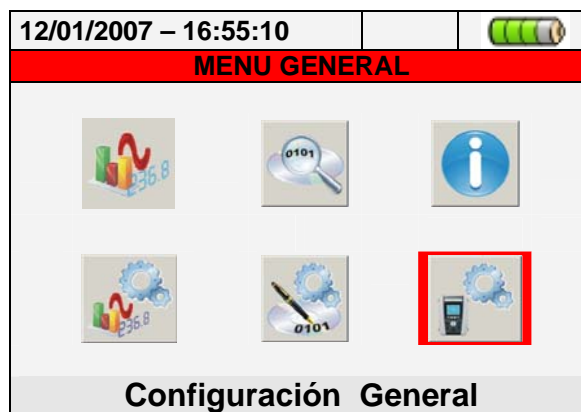 12/01/2007 – 16:55:10
MENU GENERAL
236.8
0101
236.8
0101
Configuración General